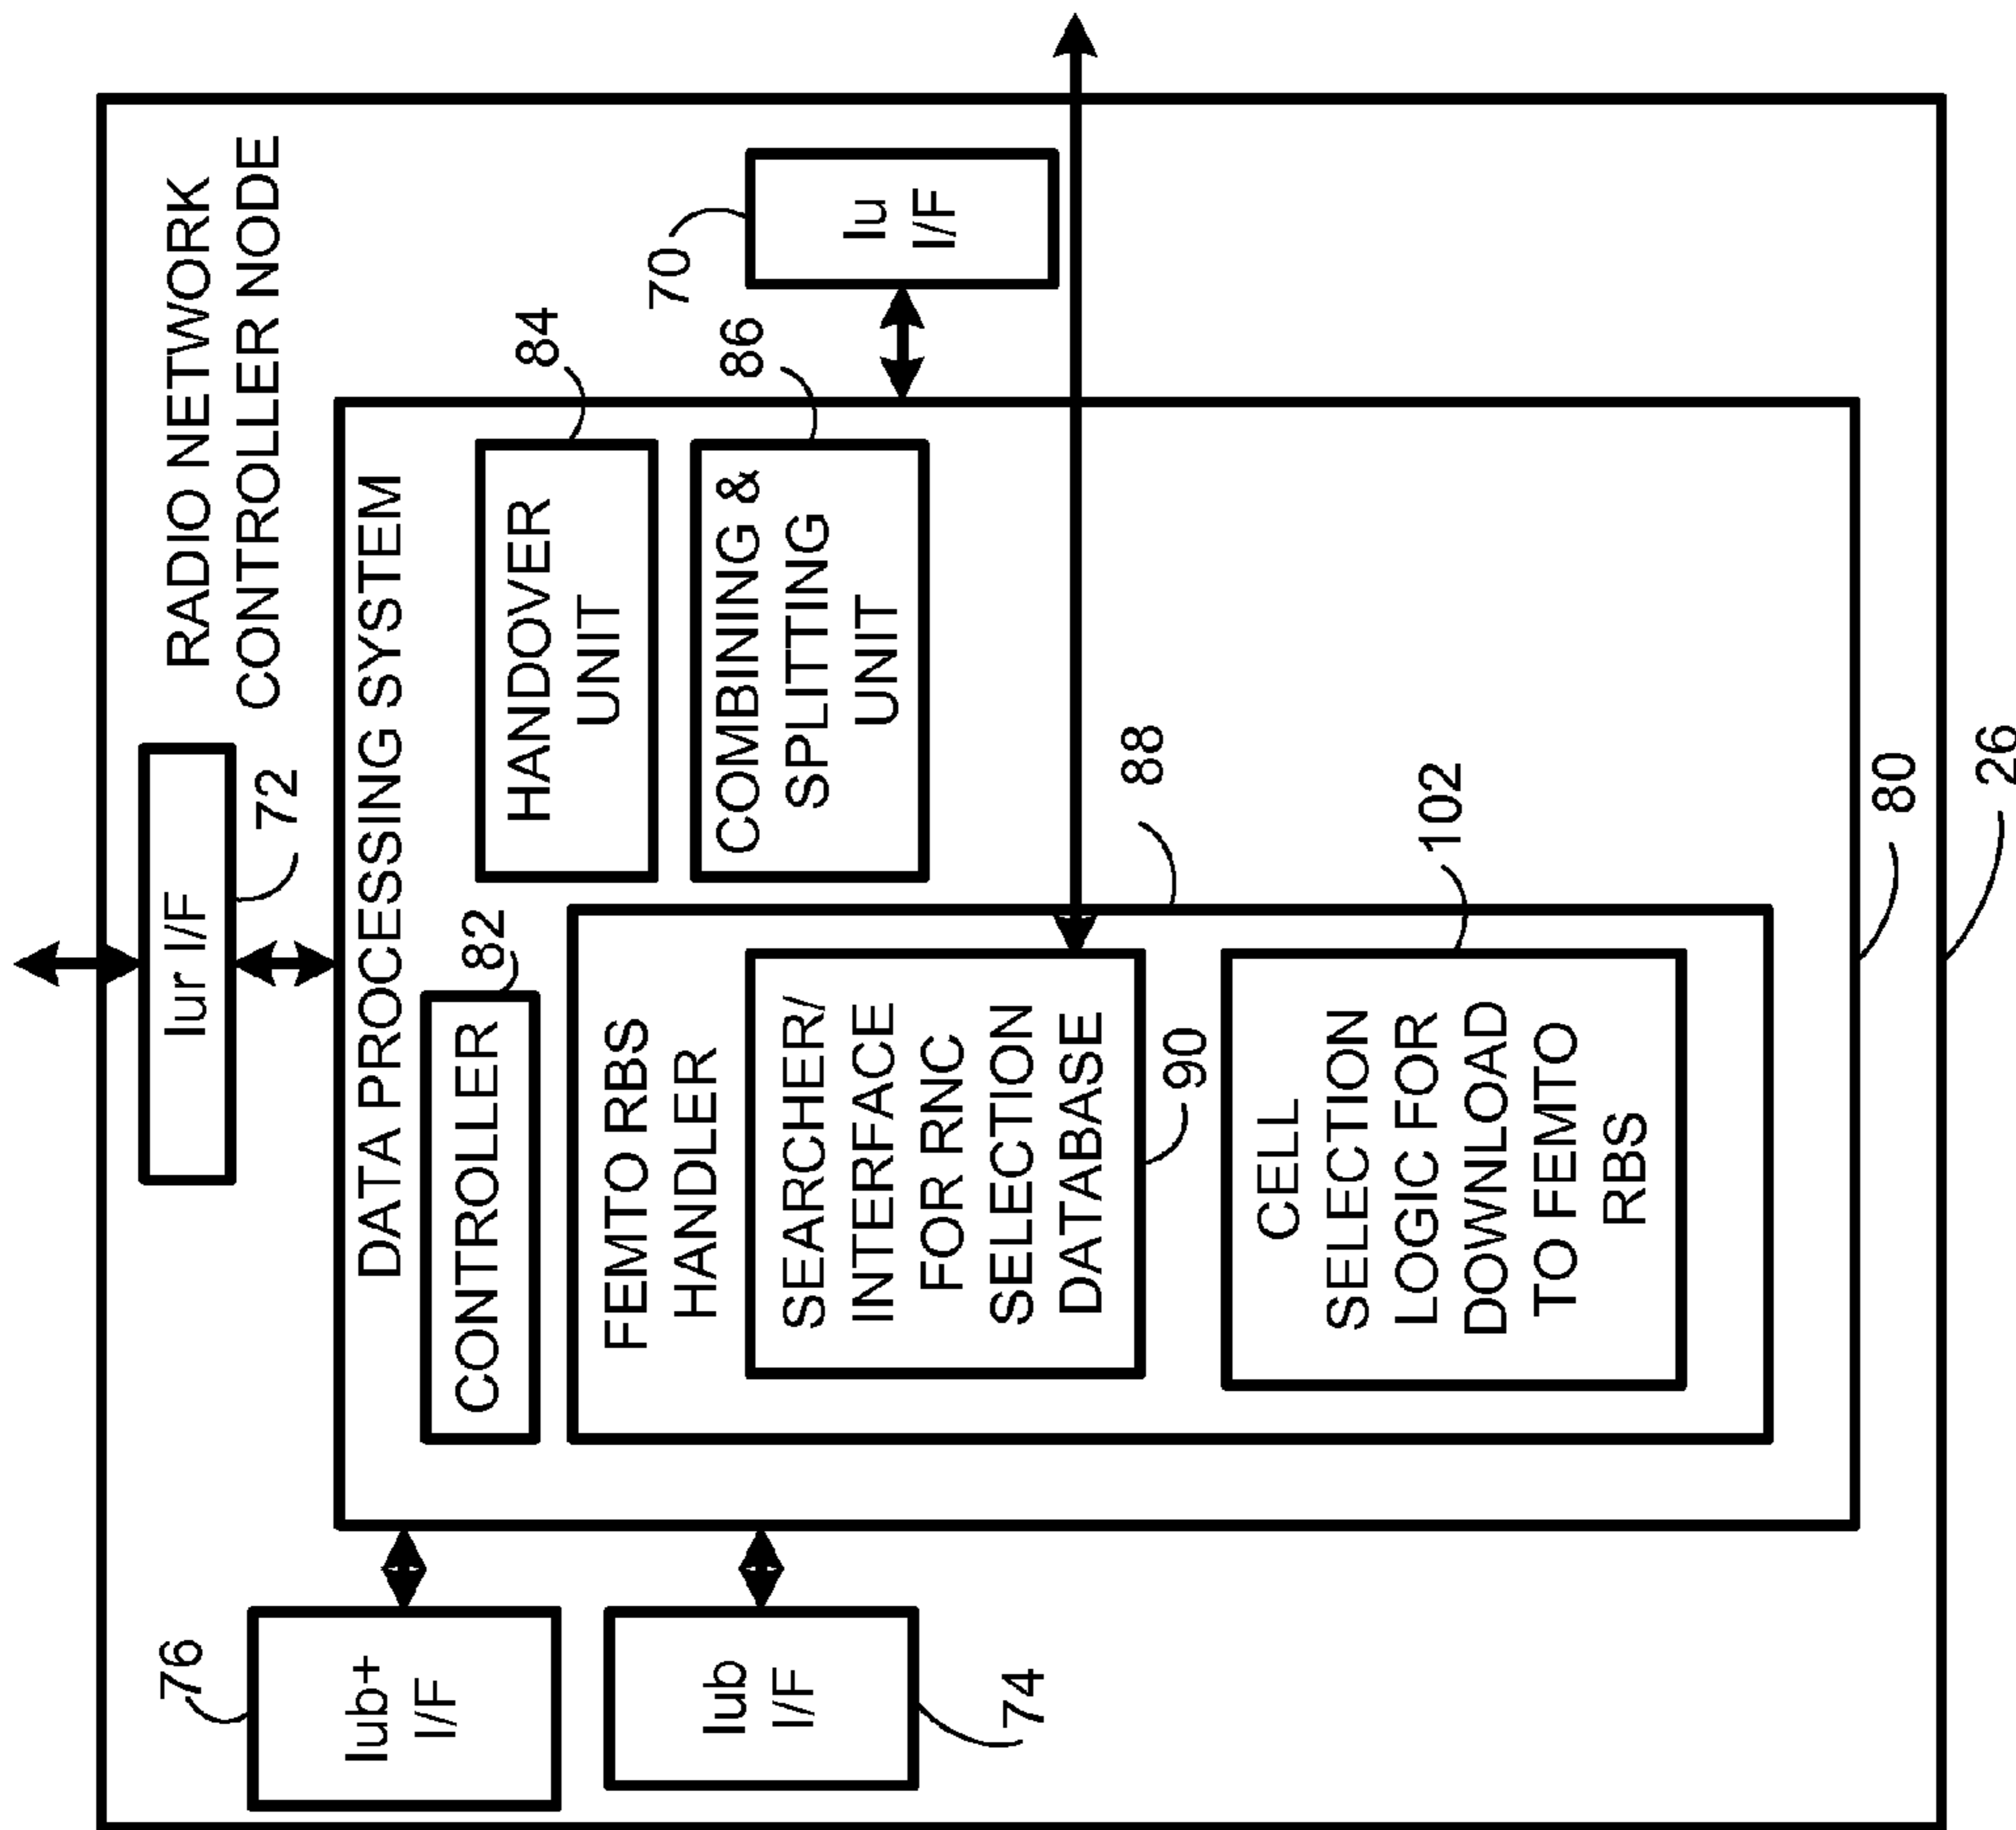 RADIO NETWORK
CONTROLLER NODE
Iur I/F
72
76
Iub+
I/F
Iub
I/F
74
70
Iu
I/F
DATA PROCESSING SYSTEM
CONTROLLER
82
HANDOVER
UNIT
84
COMBINING &
SPLITTING
UNIT
86
FEMTO RBS
HANDLER
88
SEARCHER/
INTERFACE
FOR RNC
SELECTION
DATABASE
90
CELL
SELECTION
LOGIC FOR
DOWNLOAD
TO FEMTO
RBS
102
80
26